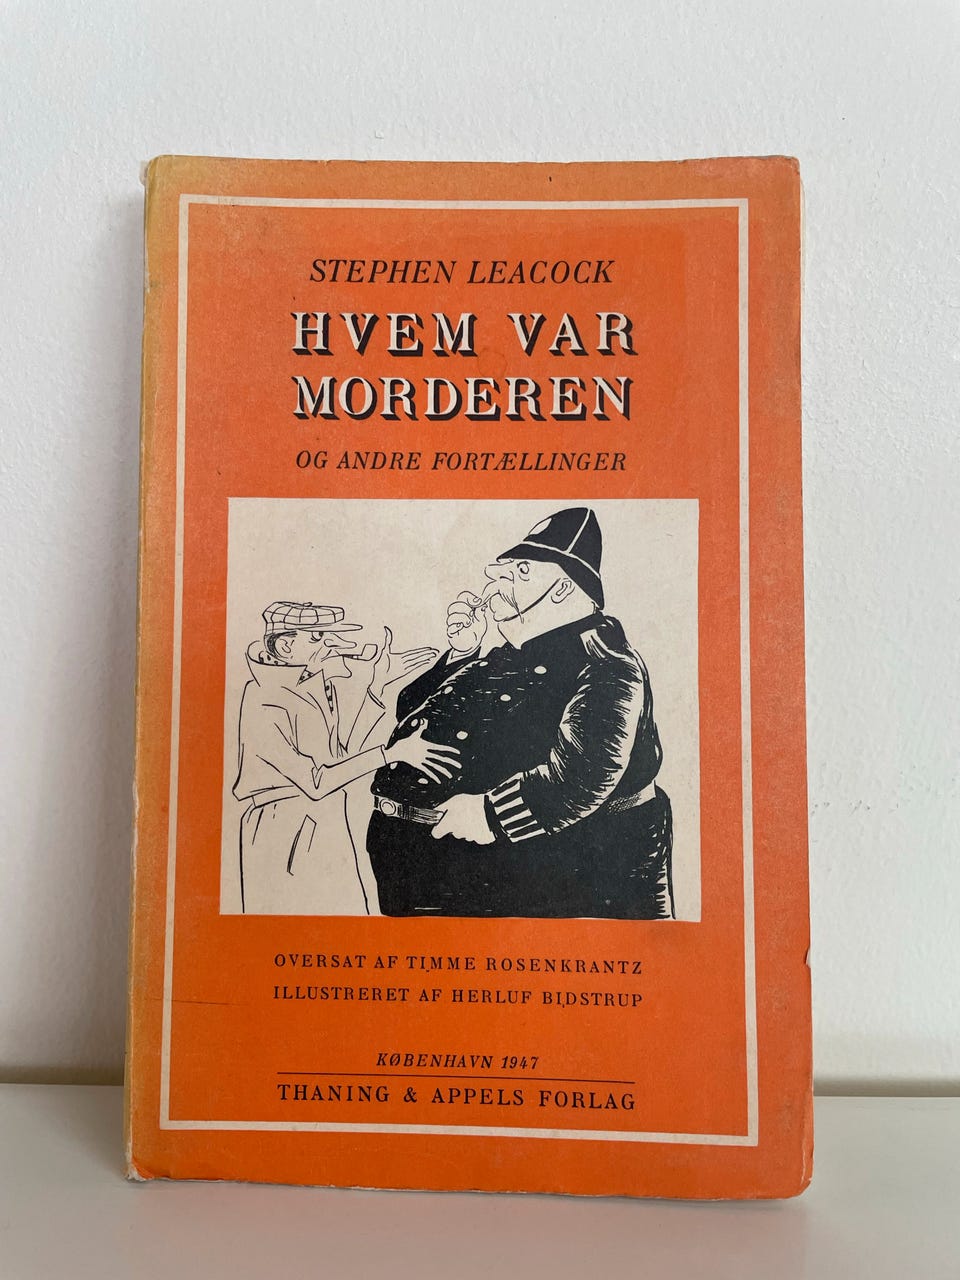 STEPHEN LEACOCK
HVEM VAR
MORDEREN
OG ANDRE FORTÆLLINGER
OVERSAT AF TIMME ROSENKRANTZ
ILLUSTRERET AF HERLUF BIDSTRUP
KØBENHAVN 1947
THANING & APPELS FORLAG